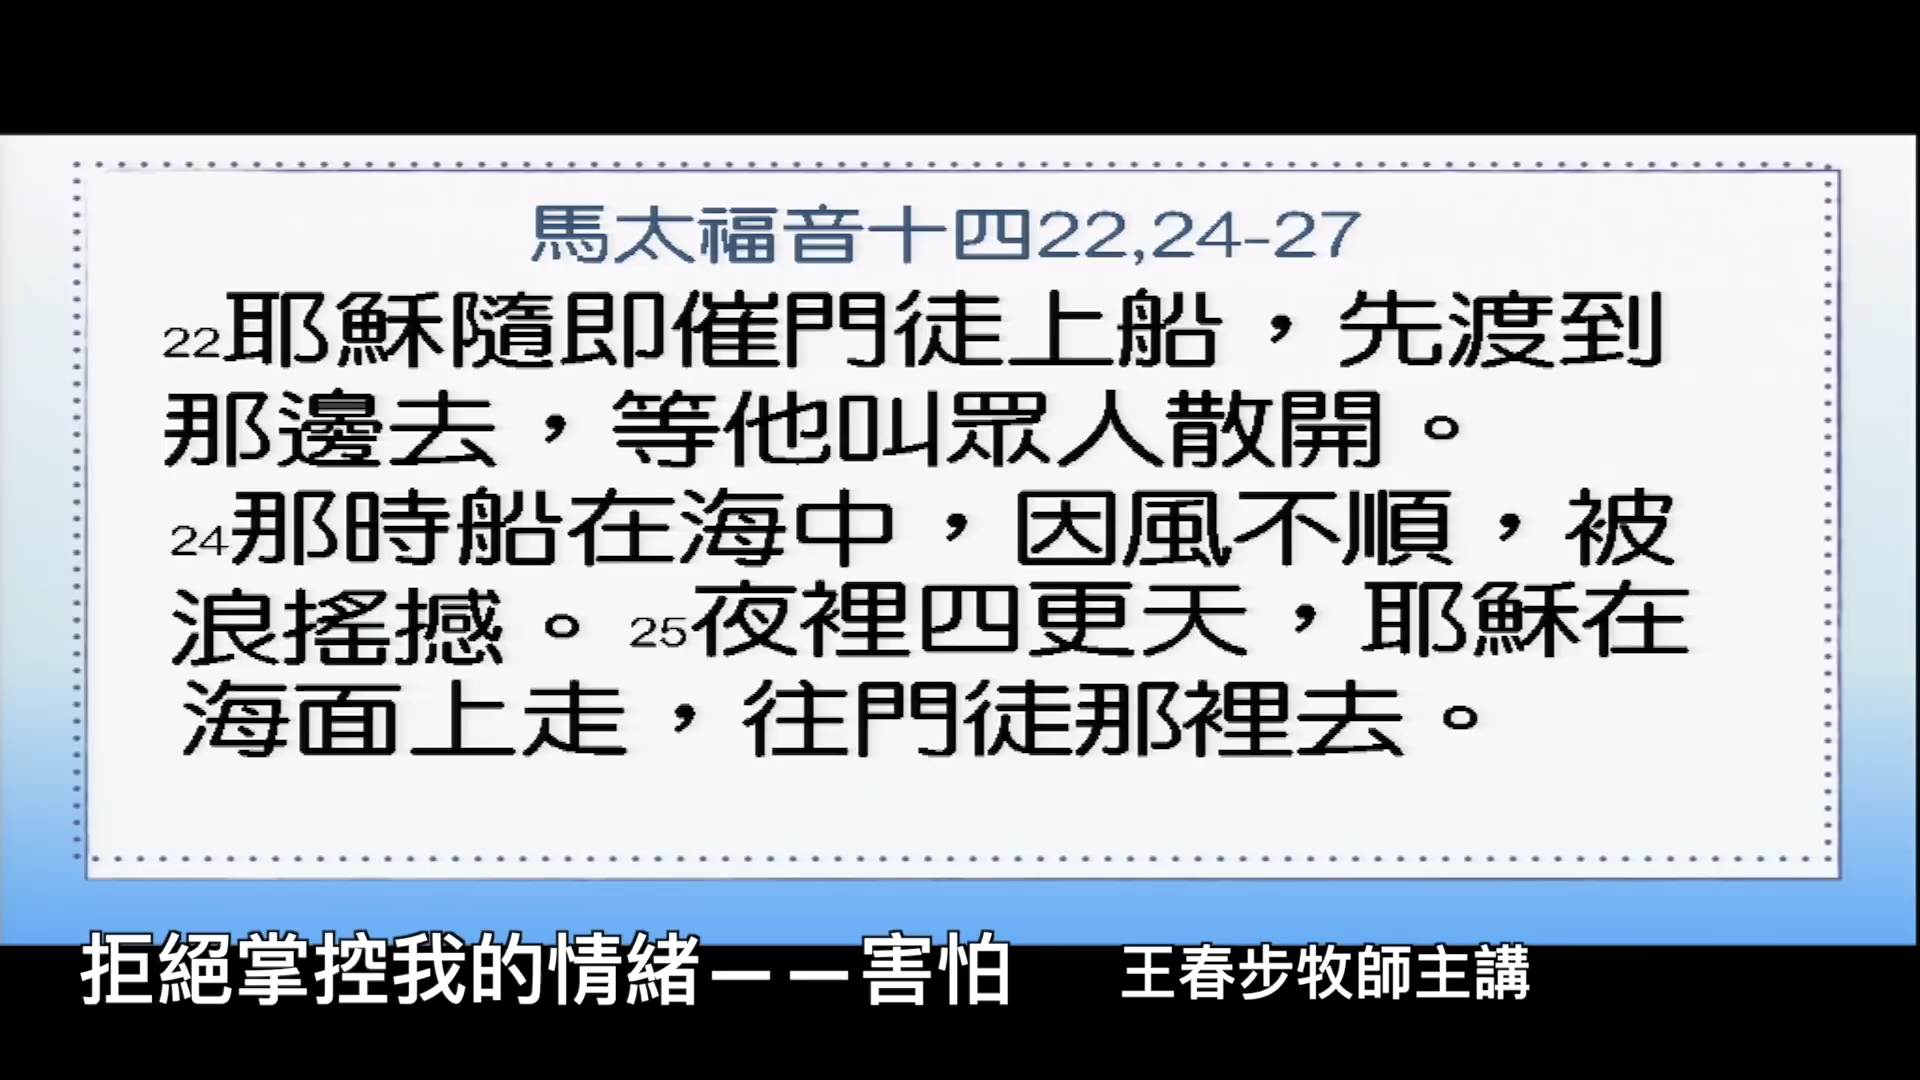 馬太福音十四22,24-27
22耶穌隨即催門徒上船，先渡到
那邊去，等他叫眾人散開。
24那時船在海中，因風不順，被
浪搖撼。25夜裡四更天，耶穌在
海面上走，往門徒那裡去。
拒絕掌控我的情緒——害怕 王春步牧師主講